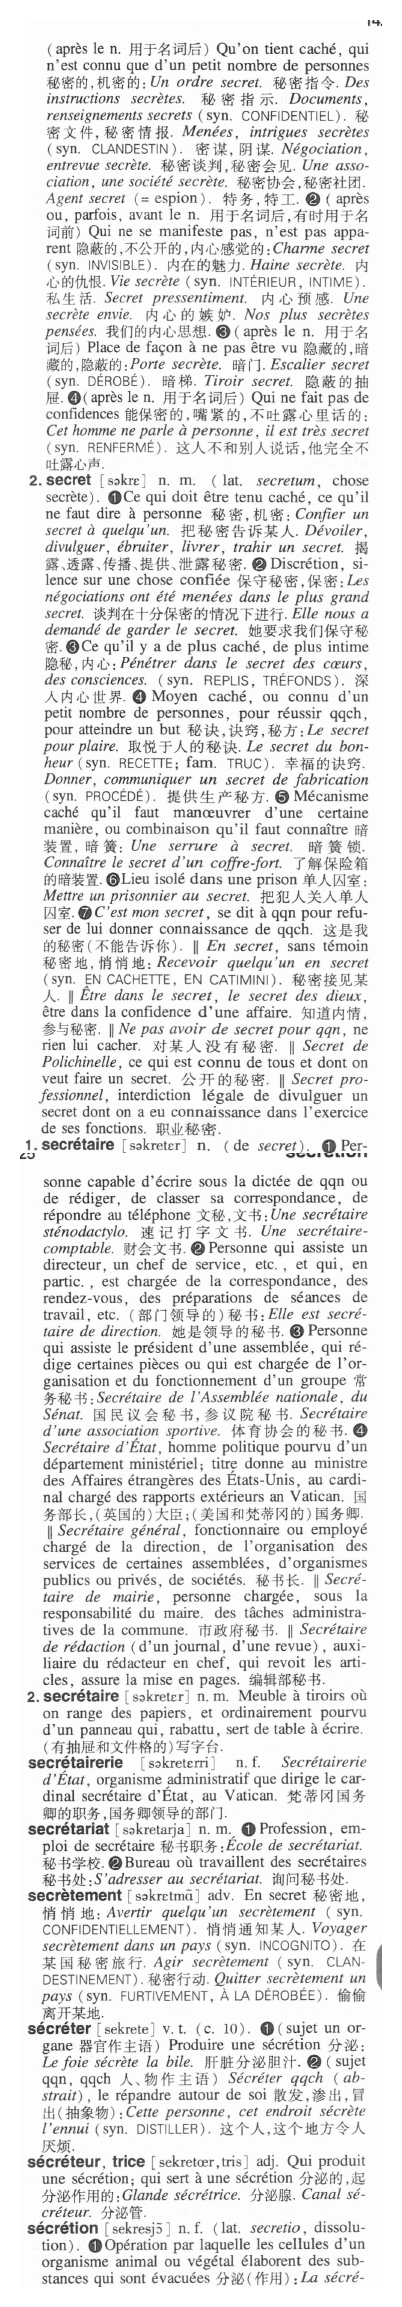 (après le n. 用于名词后) Qu'on tient caché, qui
n'est connu que d'un petit nombre de personnes
秘密的,机密的: Un ordre secret. 秘密指令. Des
instructions secrètes. 秘密指示. Documents,
renseignements secrets (syn. CONFIDENTIEL). 秘
密文件,秘密情报. Menées, intrigues secrètes
(syn. CLANDESTIN). 密谋,阴谋. Négociation,
entrevue secrète. 秘密谈判,秘密会见. Une asso-
ciation, une société secrète. 秘密协会,秘密社团.
Agent secret (= espion). 特务,特工. ❷ (après
ou, parfois, avant le n. 用于名词后,有时用于名
词前) Qui ne se manifeste pas, n'est pas appa-
rent 隐蔽的,不公开的,内心感觉的: Charme secret
(syn. INVISIBLE). 内在的魅力. Haine secrète. 内
心的仇恨. Vie secrète (syn. INTÉRIEUR, INTIME).
私生活. Secret pressentiment. 内心预感. Une
secrète envie. 内心的嫉妒. Nos plus secrètes
pensées. 我们的内心思想. ❸ (après le n. 用于名
词后) Place de façon à ne pas être vu 隐藏的,暗
藏的,隐蔽的: Porte secrète. 暗门. Escalier secret
(syn. DÉROBÉ). 暗梯. Tiroir secret. 隐蔽的抽
屉. ❹ (après le n. 用于名词后) Qui ne fait pas de
confidences 能保密的,嘴紧的,不吐露心里话的:
Cet homme ne parle à personne, il est très secret
(syn. RENFERMÉ). 这人不和别人说话,他完全不
吐露心声.
2. secret [səkrɛ] n. m. (lat. secretum, chose
secrète). ❶ Ce qui doit être tenu caché, ce qu'il
ne faut dire à personne 秘密,机密: Confier un
secret à quelqu'un. 把秘密告诉某人. Dévoiler,
divulguer, ébruiter, livrer, trahir un secret. 揭
露、透露、传播、提供、泄露秘密. ❷ Discrétion, si-
lence sur une chose confiée 保守秘密,保密: Les
négociations ont été menées dans le plus grand
secret. 谈判在十分保密的情况下进行. Elle nous a
demandé de garder le secret. 她要求我们保守秘
密. ❸ Ce qu'il y a de plus caché, de plus intime
隐秘,内心: Pénétrer dans le secret des cœurs,
des consciences. (syn. REPLIS, TRÉFONDS). 深
入内心世界. ❹ Moyen caché, ou connu d'un
petit nombre de personnes, pour réussir qqch,
pour atteindre un but 秘诀,诀窍,秘方: Le secret
pour plaire. 取悦于人的秘诀. Le secret du bon-
heur (syn. RECETTE; fam. TRUC). 幸福的诀窍.
Donner, communiquer un secret de fabrication
(syn. PROCÉDÉ). 提供生产秘方. ❺ Mécanisme
caché qu'il faut manœuvrer d'une certaine
manière, ou combinaison qu'il faut connaître 暗
装置,暗簧: Une serrure à secret. 暗簧锁.
Connaître le secret d'un coffre-fort. 了解保险箱
的暗装置. ❻ Lieu isolé dans une prison 单人囚室:
Mettre un prisonnier au secret. 把犯人关入单人
囚室. ❼ C'est mon secret, se dit à qqn pour refu-
ser de lui donner connaissance de qqch. 这是我
的秘密(不能告诉你). ‖ En secret, sans témoin
秘密地,悄悄地: Recevoir quelqu'un en secret
(syn. EN CACHETTE, EN CATIMINI). 秘密接见某
人. ‖ Être dans le secret, le secret des dieux,
être dans la confidence d'une affaire. 知道内情,
参与秘密. ‖ Ne pas avoir de secret pour qqn, ne
rien lui cacher. 对某人没有秘密. ‖ Secret de
Polichinelle, ce qui est connu de tous et dont on
veut faire un secret. 公开的秘密. ‖ Secret pro-
fessionnel, interdiction légale de divulguer un
secret dont on a eu connaissance dans l'exercice
de ses fonctions. 职业秘密.
1. secrétaire [səkretɛr] n. (de secret). ❶ Per-
sonne capable d'écrire sous la dictée de qqn ou
de rédiger, de classer sa correspondance, de
répondre au téléphone 文秘,文书: Une secrétaire
sténodactylo. 速记打字文书. Une secrétaire-
comptable. 财会文书. ❷ Personne qui assiste un
directeur, un chef de service, etc., et qui, en
partic., est chargée de la correspondance, des
rendez-vous, des préparations de séances de
travail, etc. (部门领导的)秘书: Elle est secré-
taire de direction. 她是领导的秘书. ❸ Personne
qui assiste le président d'une assemblée, qui ré-
dige certaines pièces ou qui est chargée de l'or-
ganisation et du fonctionnement d'un groupe 常
务秘书: Secrétaire de l'Assemblée nationale, du
Sénat. 国民议会秘书,参议院秘书. Secrétaire
d'une association sportive. 体育协会的秘书. ❹
Secrétaire d'État, homme politique pourvu d'un
département ministériel; titre donne au ministre
des Affaires étrangères des États-Unis, au cardi-
nal chargé des rapports extérieurs an Vatican. 国
务部长,(英国的)大臣;(美国和梵蒂冈的)国务卿.
‖ Secrétaire général, fonctionnaire ou employé
chargé de la direction, de l'organisation des
services de certaines assemblées, d'organismes
publics ou privés, de sociétés. 秘书长. ‖ Secré-
taire de mairie, personne chargée, sous la
responsabilité du maire. des tâches administra-
tives de la commune. 市政府秘书. ‖ Secrétaire
de rédaction (d'un journal, d'une revue), auxi-
liaire du rédacteur en chef, qui revoit les arti-
cles, assure la mise en pages. 编辑部秘书.
2. secrétaire [səkretɛr] n. m. Meuble à tiroirs où
on range des papiers, et ordinairement pourvu
d'un panneau qui, rabattu, sert de table à écrire.
(有抽屉和文件格的)写字台.
secrétairerie [səkretɛrri] n. f. Secrétairerie
d'État, organisme administratif que dirige le car-
dinal secrétaire d'État, au Vatican. 梵蒂冈国务
卿的职务,国务卿领导的部门.
secrétariat [səkretarja] n. m. ❶ Profession, em-
ploi de secrétaire 秘书职务: École de secrétariat.
秘书学校. ❷ Bureau où travaillent des secrétaires
秘书处: S'adresser au secrétariat. 询问秘书处.
secrètement [səkrɛtmɑ̃] adv. En secret 秘密地,
悄悄地: Avertir quelqu'un secrètement (syn.
CONFIDENTIELLEMENT). 悄悄通知某人. Voyager
secrètement dans un pays (syn. INCOGNITO). 在
某国秘密旅行. Agir secrètement (syn. CLAN-
DESTINEMENT). 秘密行动. Quitter secrètement un
pays (syn. FURTIVEMENT, À LA DÉROBÉE). 偷偷
离开某地.
sécréter [sekrete] v. t. (c. 10). ❶ (sujet un or-
gane 器官作主语) Produire une sécrétion 分泌:
Le foie sécrète la bile. 肝脏分泌胆汁. ❷ (sujet
qqn, qqch 人、物作主语) Sécréter qqch (ab-
strait), le répandre autour de soi 散发,渗出,冒
出(抽象物): Cette personne, cet endroit sécrète
l'ennui (syn. DISTILLER). 这个人,这个地方令人
厌烦.
sécréteur, trice [sekretœr,tris] adj. Qui produit
une sécrétion; qui sert à une sécrétion 分泌的,起
分泌作用的: Glande sécrétrice. 分泌腺. Canal sé-
créteur. 分泌管.
sécrétion [sekresjɔ̃] n. f. (lat. secretio, dissolu-
tion). ❶ Opération par laquelle les cellules d'un
organisme animal ou végétal élaborent des sub-
stances qui sont évacuées 分泌(作用): La sécré-